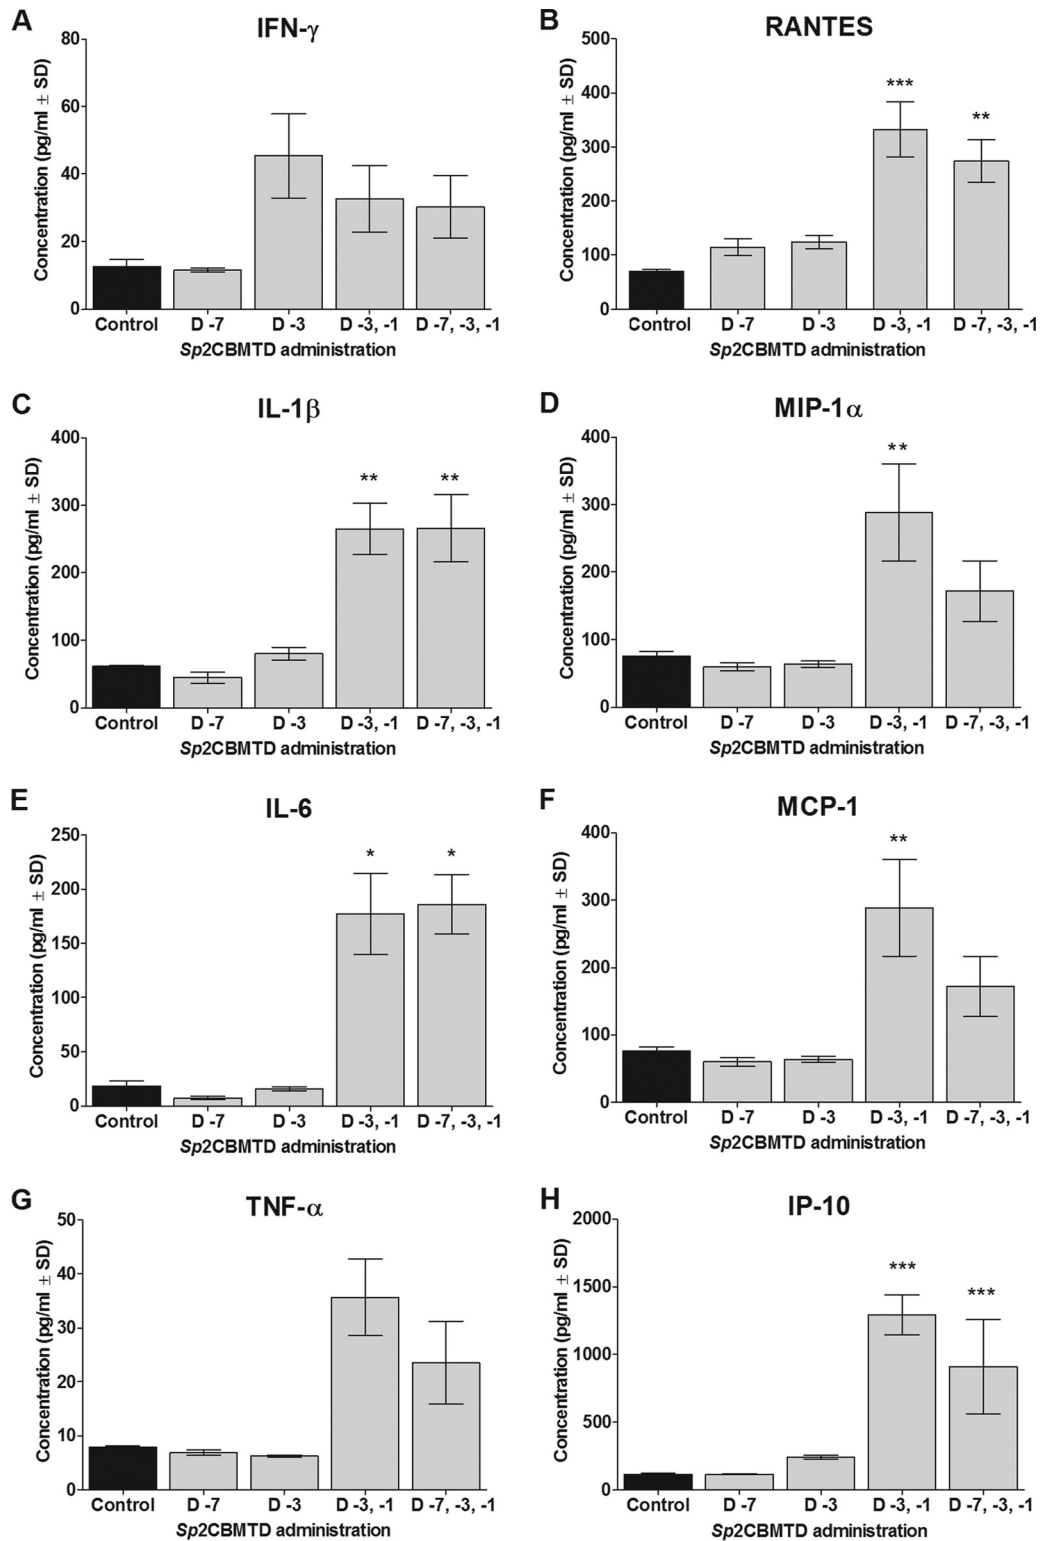 A
IFN-γ
Concentration (pg/ml ± SD)
80
60
40
20
0
Control D -7 D -3 D -3, -1 D -7, -3, -1
Sp2CBMTD administration
B
RANTES
Concentration (pg/ml ± SD)
500
400
300
200
100
0
*** **
Control D -7 D -3 D -3, -1 D -7, -3, -1
Sp2CBMTD administration
C
IL-1β
Concentration (pg/ml ± SD)
400
300
200
100
0
** **
Control D -7 D -3 D -3, -1 D -7, -3, -1
Sp2CBMTD administration
D
MIP-1α
Concentration (pg/ml ± SD)
400
300
200
100
0
**
Control D -7 D -3 D -3, -1 D -7, -3, -1
Sp2CBMTD administration
E
IL-6
Concentration (pg/ml ± SD)
250
200
150
100
50
0
* *
Control D -7 D -3 D -3, -1 D -7, -3, -1
Sp2CBMTD administration
F
MCP-1
Concentration (pg/ml ± SD)
400
300
200
100
0
**
Control D -7 D -3 D -3, -1 D -7, -3, -1
Sp2CBMTD administration
G
TNF-α
Concentration (pg/ml ± SD)
50
40
30
20
10
0
Control D -7 D -3 D -3, -1 D -7, -3, -1
Sp2CBMTD administration
H
IP-10
Concentration (pg/ml ± SD)
2000
1500
1000
500
0
*** ***
Control D -7 D -3 D -3, -1 D -7, -3, -1
Sp2CBMTD administration